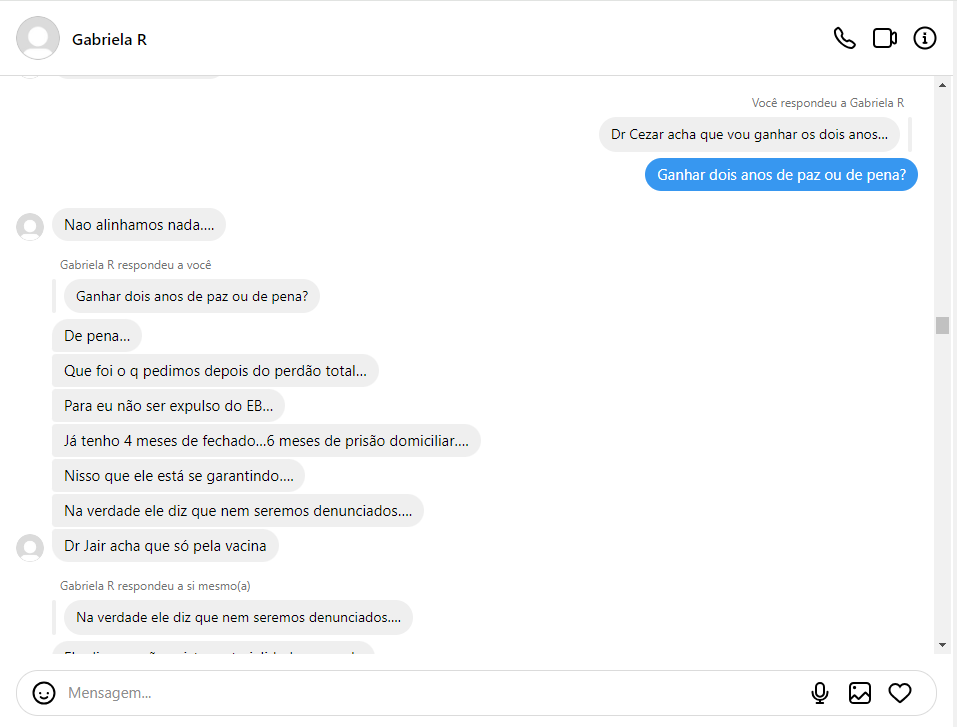 Gabriela R
Você respondeu a Gabriela R
Dr Cezar acha que vou ganhar os dois anos...
Ganhar dois anos de paz ou de pena?
Nao alinhamos nada....
Gabriela R respondeu a você
Ganhar dois anos de paz ou de pena?
De pena...
Que foi o q pedimos depois do perdão total...
Para eu não ser expulso do EB...
Já tenho 4 meses de fechado...6 meses de prisão domiciliar....
Nisso que ele está se garantindo....
Na verdade ele diz que nem seremos denunciados....
Dr Jair acha que só pela vacina
Gabriela R respondeu a si mesmo(a)
Na verdade ele diz que nem seremos denunciados....
Mensagem...